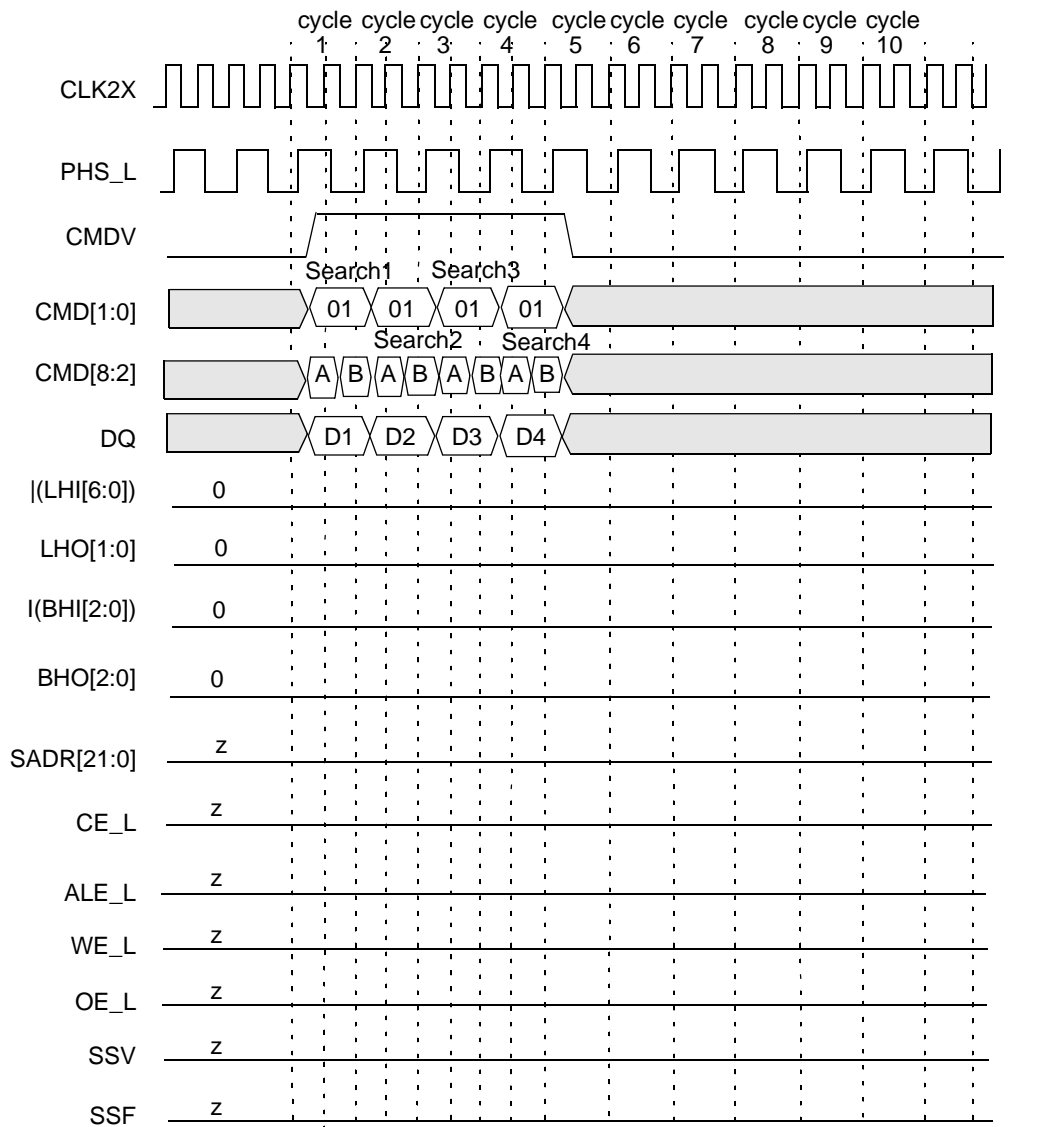 cycle cycle cycle cycle cycle cycle cycle cycle cycle cycle
1 2 3 4 5 6 7 8 9 10
CLK2X
PHS_L
CMDV
Search1 Search3
CMD[1:0] 01 01 01 01
Search2 Search4
CMD[8:2] A B A B A B A B
DQ D1 D2 D3 D4
|(LHI[6:0]) 0
LHO[1:0] 0
I(BHI[2:0]) 0
BHO[2:0] 0
SADR[21:0] z
CE_L z
ALE_L z
WE_L z
OE_L z
SSV z
SSF z